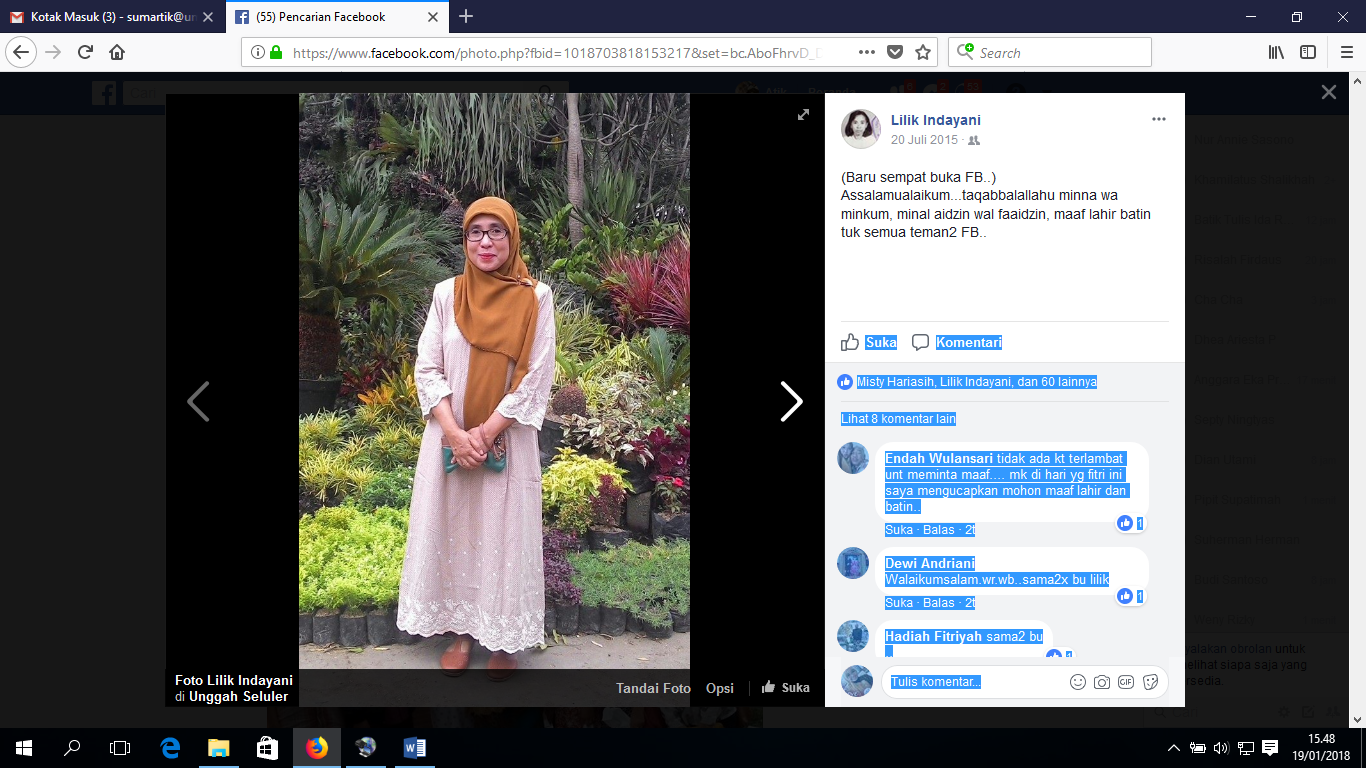 Kotak Masuk (3) - sumartik@un
(55) Pencarian Facebook
https://www.facebook.com/photo.php?fbid=1018703818153217&set=bc.AboFhrvD_D
Search
Lilik Indayani
20 Juli 2015
(Baru sempat buka FB..)
Assalamualaikum...taqabbalallahu minna wa
minkum, minal aidzin wal faaidzin, maaf lahir batin
tuk semua teman2 FB..
Suka Komentari
Misty Hariasih, Lilik Indayani, dan 60 lainnya
Lihat 8 komentar lain
Endah Wulansari tidak ada kt terlambat
unt meminta maaf.... mk di hari yg fitri ini
saya mengucapkan mohon maaf lahir dan
batin..
1
Suka · Balas · 2t
Dewi Andriani
Walaikumsalam.wr.wb..sama2x bu lilik
1
Suka · Balas · 2t
Hadiah Fitriyah sama2 bu
1
Tulis komentar...
GIF
Foto Lilik Indayani
di Unggah Seluler
Tandai Foto Opsi Suka
obrolan untuk
siapa saja yang
15.48
19/01/2018